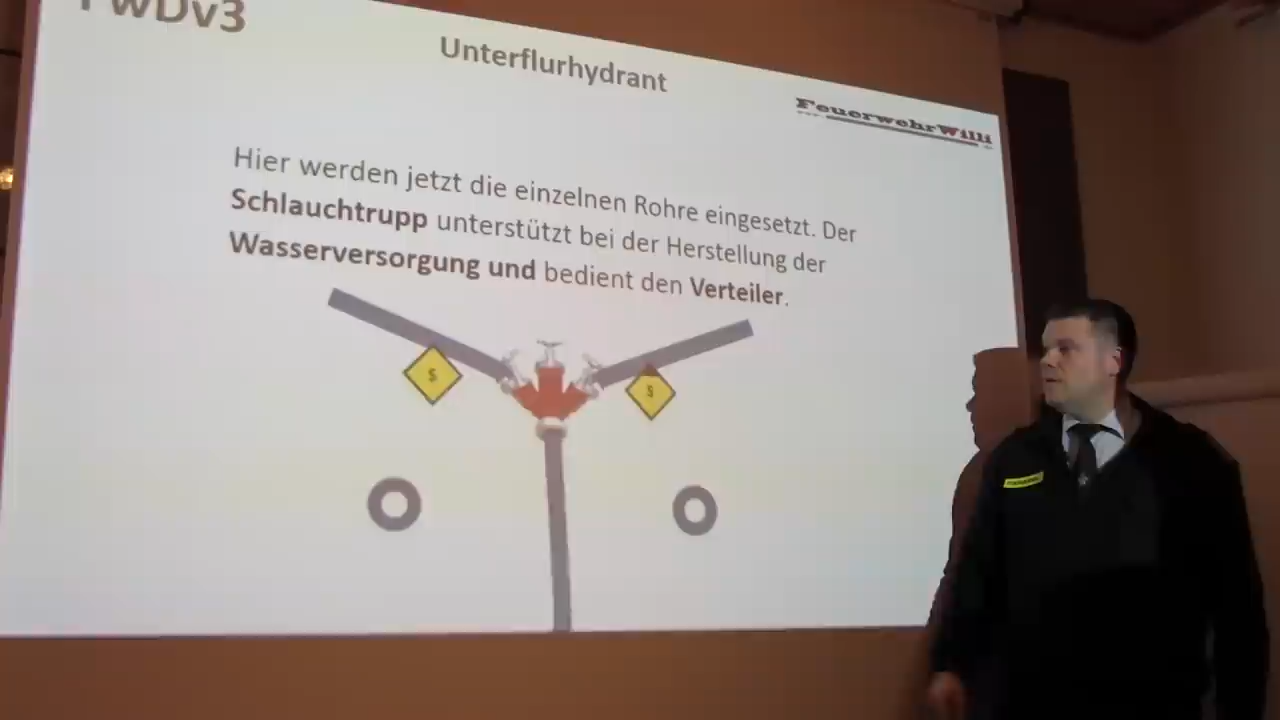 FwDv3
Unterflurhydrant
FeuerwehrWilli
Hier werden jetzt die einzelnen Rohre eingesetzt. Der
Schlauchtrupp unterstützt bei der Herstellung der
Wasserversorgung und bedient den Verteiler.
S
S